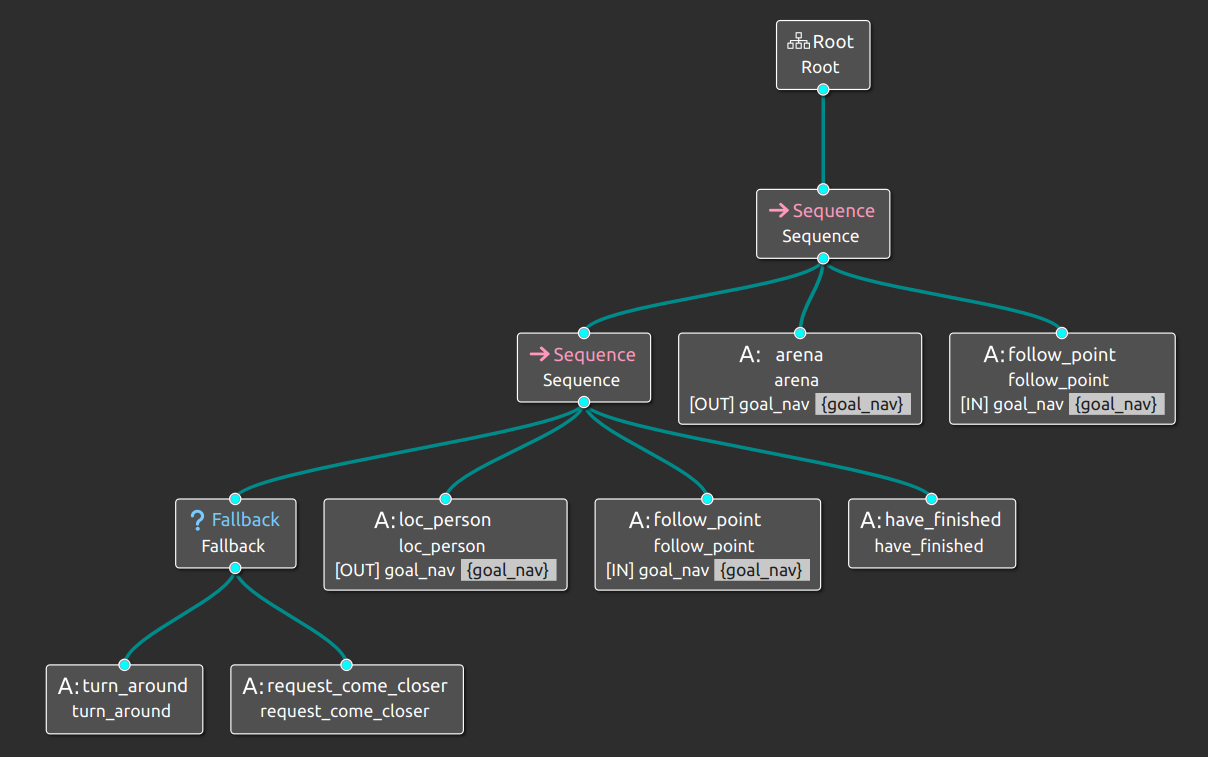 Root
Root
Sequence
Sequence
Sequence
Sequence
A: arena
arena
[OUT] goal_nav {goal_nav}
A: follow_point
follow_point
[IN] goal_nav {goal_nav}
? Fallback
Fallback
A: loc_person
loc_person
[OUT] goal_nav {goal_nav}
A: follow_point
follow_point
[IN] goal_nav {goal_nav}
A: have_finished
have_finished
A: turn_around
turn_around
A: request_come_closer
request_come_closer